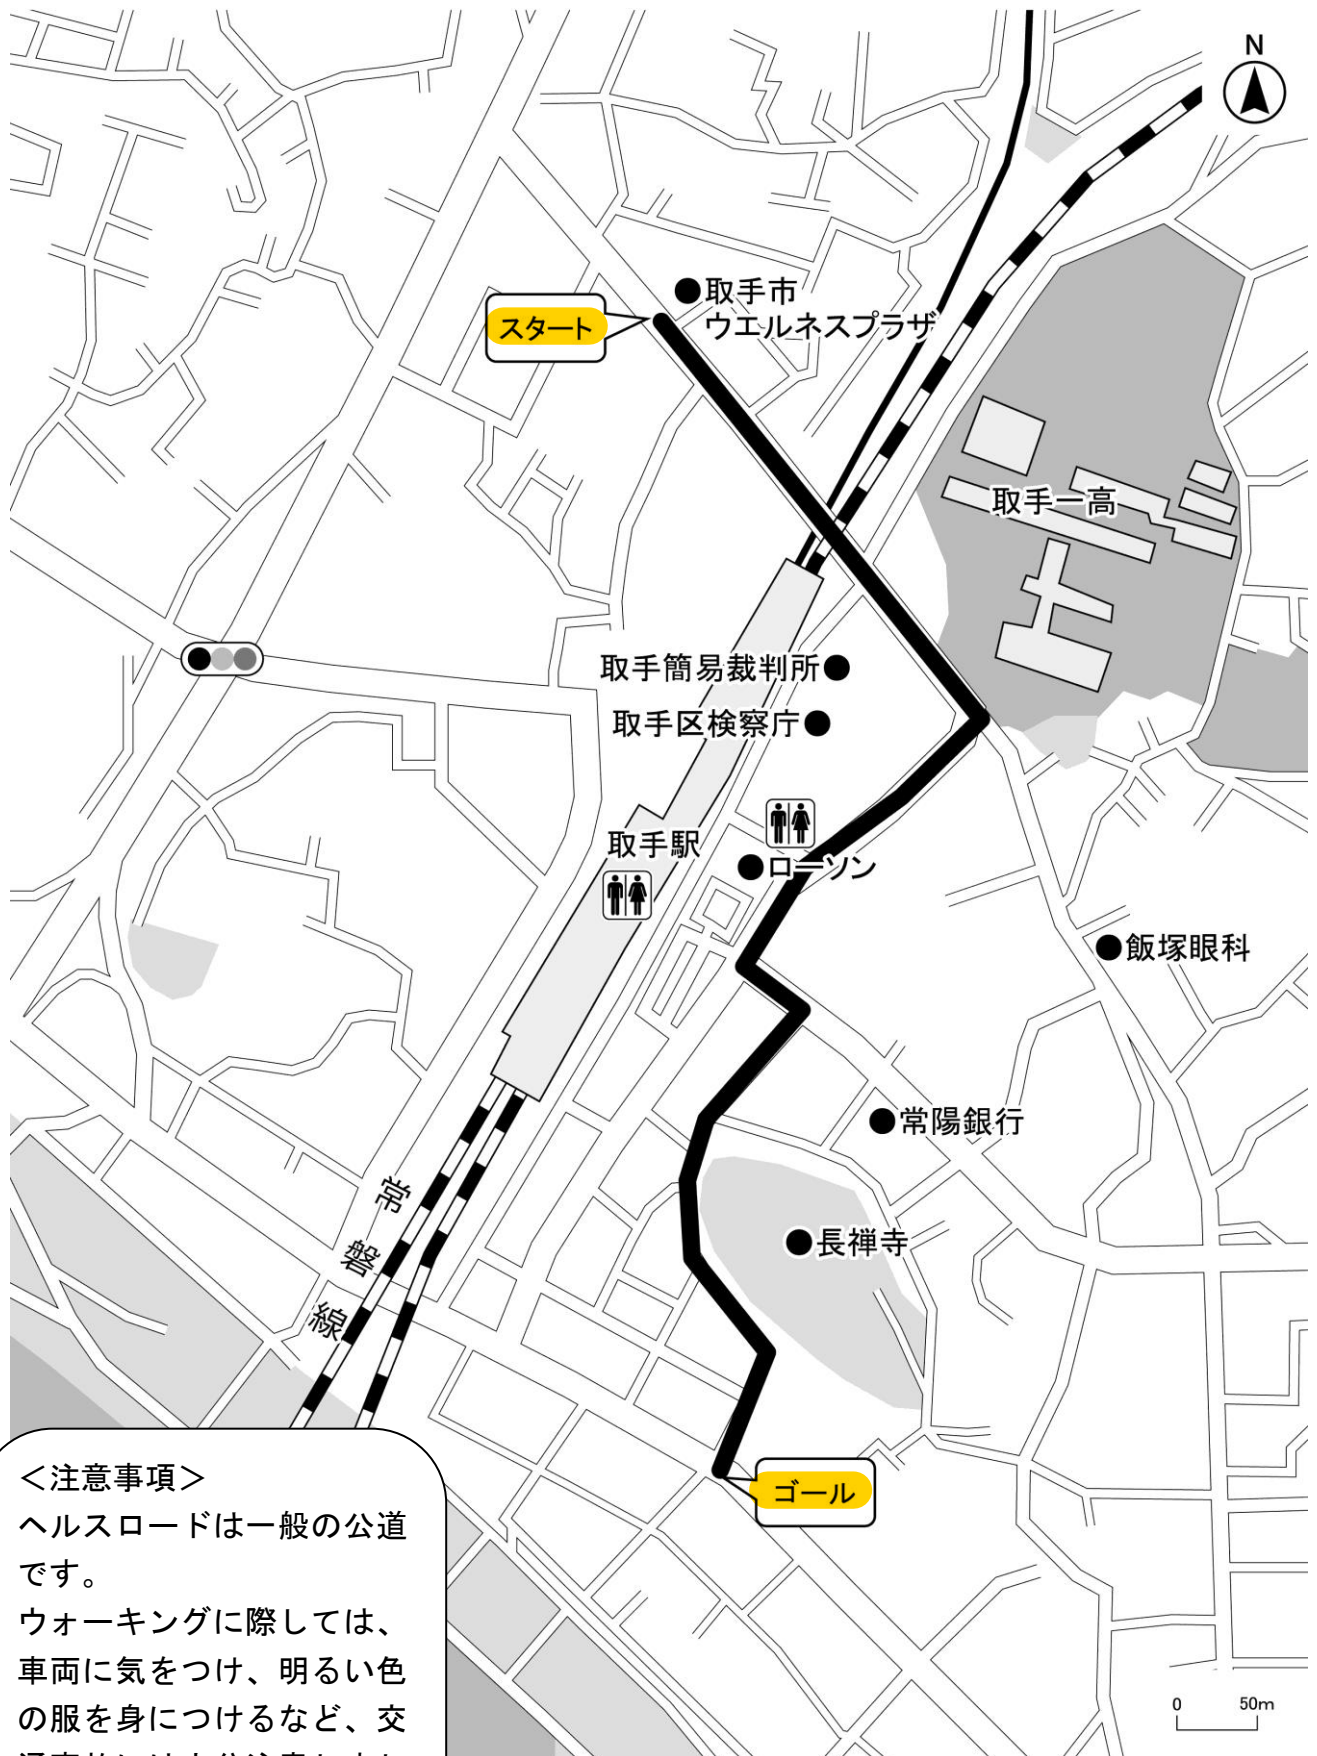 N
取手市
ウエルネスプラザ
スタート
取手一高
取手簡易裁判所
取手区検察庁
取手駅
ローソン
飯塚眼科
常陽銀行
長禅寺
常磐線
ゴール
<注意事項>
ヘルスロードは一般の公道
です。
ウォーキングに際しては、
車両に気をつけ、明るい色
の服を身につけるなど、交
0 50m